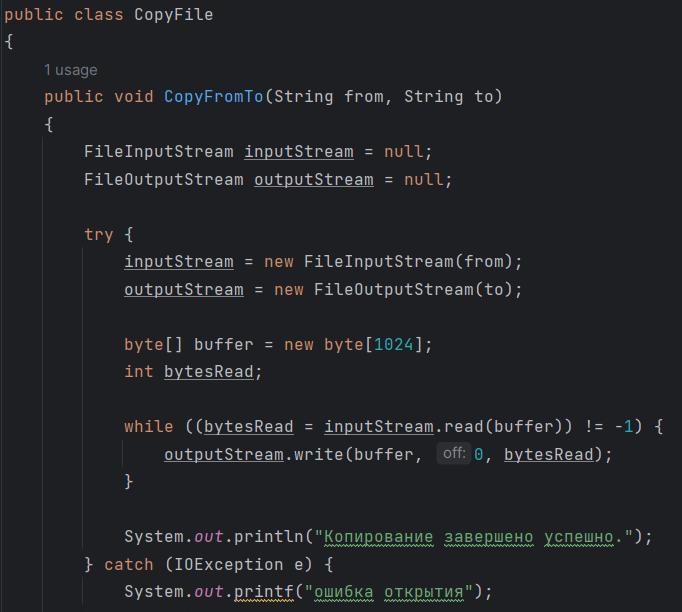 public class CopyFile
{
1 usage
public void CopyFromTo(String from, String to)
{
FileInputStream inputStream = null;
FileOutputStream outputStream = null;
try {
inputStream = new FileInputStream(from);
outputStream = new FileOutputStream(to);
byte[] buffer = new byte[1024];
int bytesRead;
while ((bytesRead = inputStream.read(buffer)) != -1) {
outputStream.write(buffer, off: 0, bytesRead);
}
System.out.println("Копирование завершено успешно.");
} catch (IOException e) {
System.out.printf("ошибка открытия");